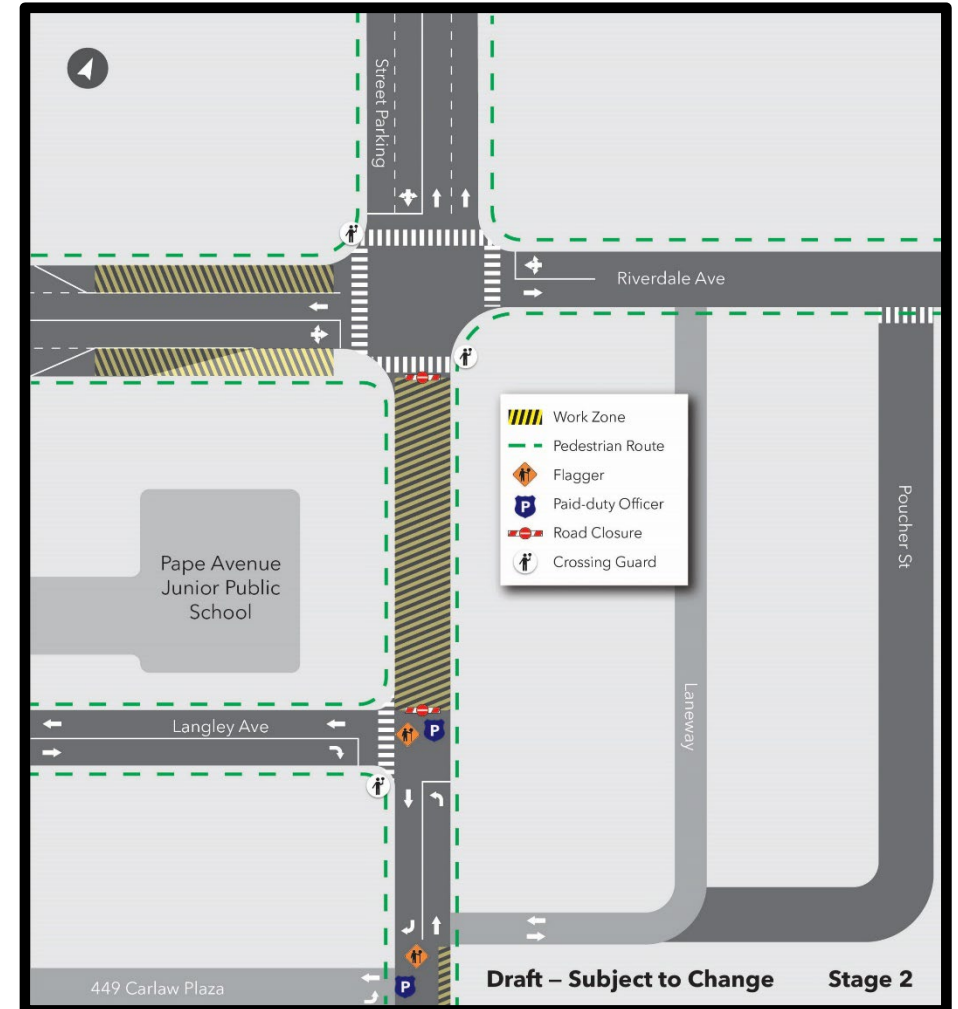 Street Parking
Riverdale Ave
Work Zone
Pedestrian Route
Flagger
P
Paid-duty Officer
Road Closure
Crossing Guard
Poucher St
Pape Avenue
Junior Public
School
Laneway
Langley Ave
P
449 Carlaw Plaza
P
Draft – Subject to Change
Stage 2